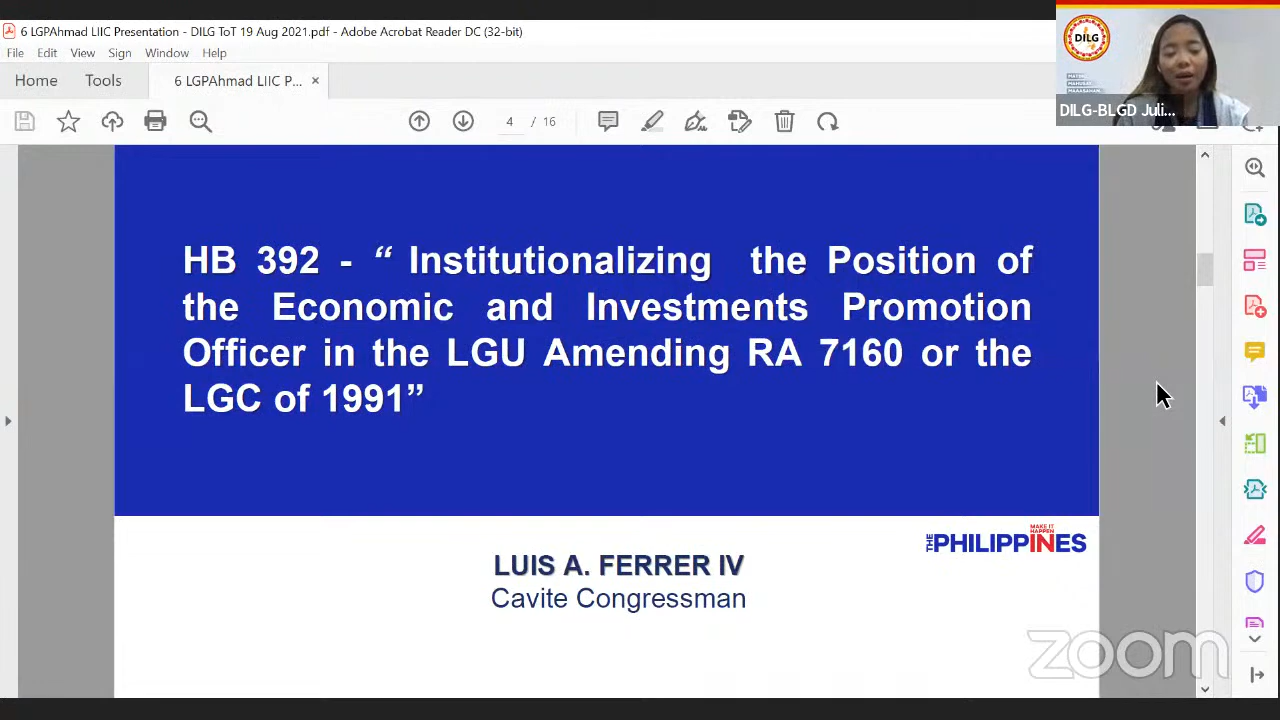 6 LGPAhmad LIIC Presentation - DILG ToT 19 Aug 2021.pdf - Adobe Acrobat Reader DC (32-bit)
File Edit View Sign Window Help
Home Tools 6 LGPAhmad LIIC P... ×
4 / 16
DILG
DILG-BLGD Juli...
HB 392 - “ Institutionalizing the Position of
the Economic and Investments Promotion
Officer in the LGU Amending RA 7160 or the
LGC of 1991”
MAKE IT
HAPPEN
THE PHILIPPINES
LUIS A. FERRER IV
Cavite Congressman
zoom